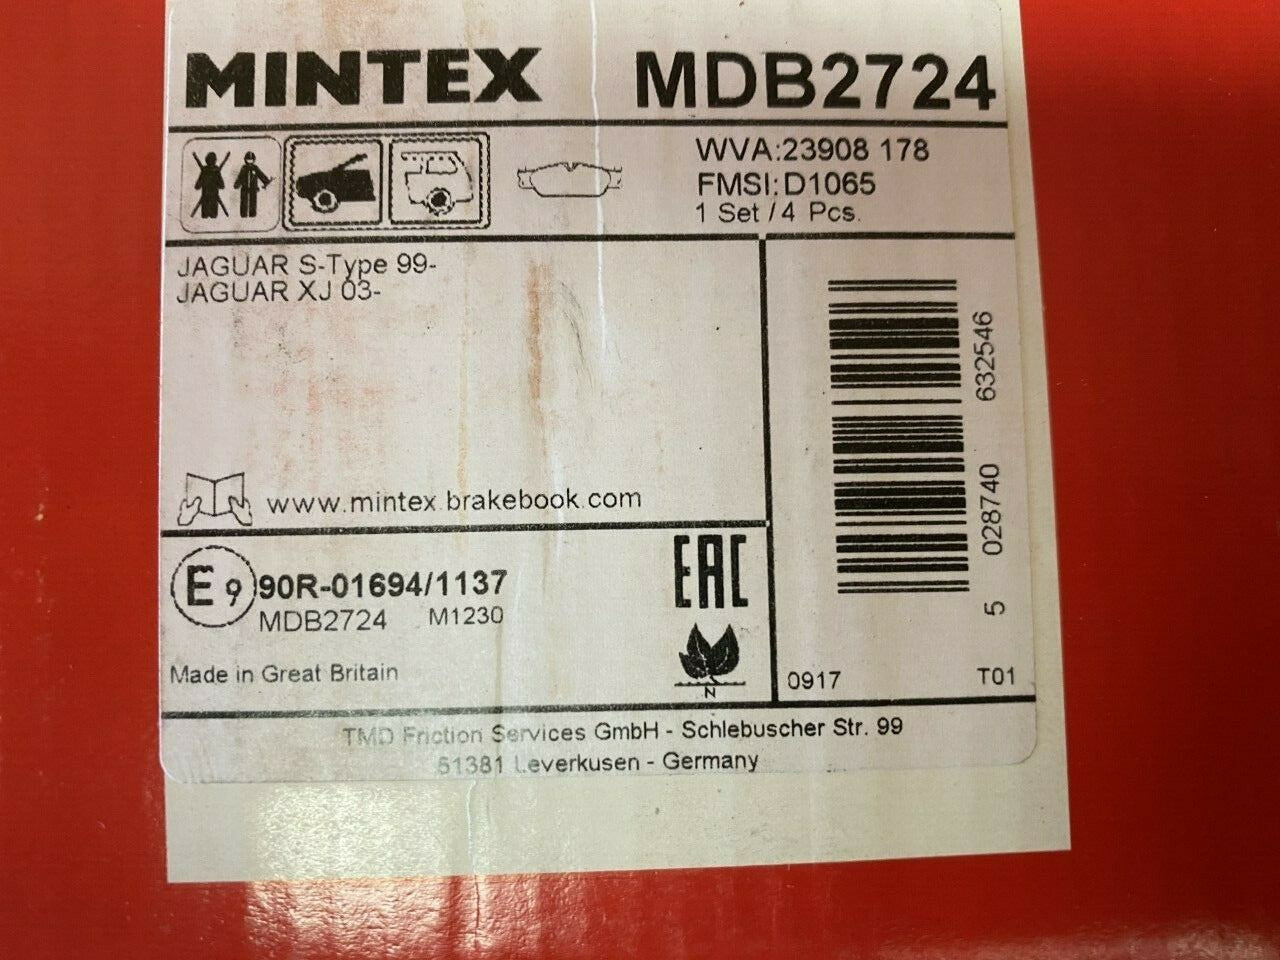 MINTEX MDB2724
WVA:23908 178
FMSI:D1065
1 Set / 4 Pcs.
JAGUAR S-Type 99-
JAGUAR XJ 03-
www.mintex.brakebook.com
E9 90R-01694/1137
MDB2724 M1230
EAC
Made in Great Britain
N
5 028740 632546
0917 T01
TMD Friction Services GmbH - Schlebuscher Str. 99
51381 Leverkusen - Germany